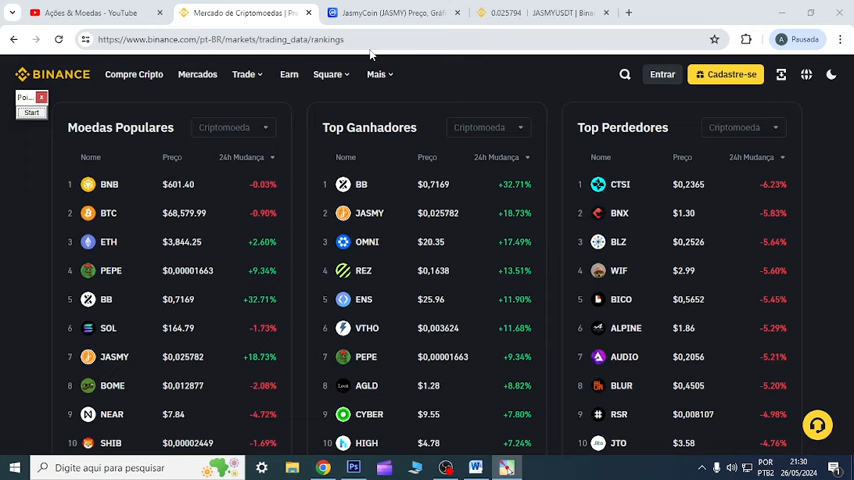 Ações & Moedas - YouTube
Mercado de Criptomoedas | Pre
JasmyCoin (JASMY) Preço, Gráfi
0.025794 | JASMYUSDT | Binan
https://www.binance.com/pt-BR/markets/trading_data/rankings
A Pausada
BINANCE
Compre Cripto
Mercados
Trade
Earn
Square
Mais
Entrar
Cadastre-se
Poi...
Start
Moedas Populares
Criptomoeda
Nome Preço 24h Mudança
1 BNB $601.40 -0.03%
2 BTC $68,579.99 -0.90%
3 ETH $3,844.25 +2.60%
4 PEPE $0,00001663 +9.34%
5 BB $0,7169 +32.71%
6 SOL $164.79 -1.73%
7 JASMY $0,025782 +18.73%
8 BOME $0,012877 -2.08%
9 NEAR $7.84 -4.72%
10 SHIB $0,00002449 -1.69%
Top Ganhadores
Criptomoeda
Nome Preço 24h Mudança
1 BB $0,7169 +32.71%
2 JASMY $0,025782 +18.73%
3 OMNI $20.35 +17.49%
4 REZ $0,1638 +13.51%
5 ENS $25.96 +11.90%
6 VTHO $0,003624 +11.68%
7 PEPE $0,00001663 +9.34%
8 AGLD $1.28 +8.82%
9 CYBER $9.55 +7.80%
10 HIGH $4.78 +7.24%
Top Perdedores
Criptomoeda
Nome Preço 24h Mudança
1 CTSI $0,2365 -6.23%
2 BNX $1.30 -5.83%
3 BLZ $0,2526 -5.64%
4 WIF $2.99 -5.60%
5 BICO $0,5652 -5.45%
6 ALPINE $1.86 -5.29%
7 AUDIO $0,2056 -5.21%
8 BLUR $0,4505 -5.20%
9 RSR $0,008107 -4.98%
10 JTO $3.58 -4.76%
Digite aqui para pesquisar
POR
PTB2
21:30
26/05/2024